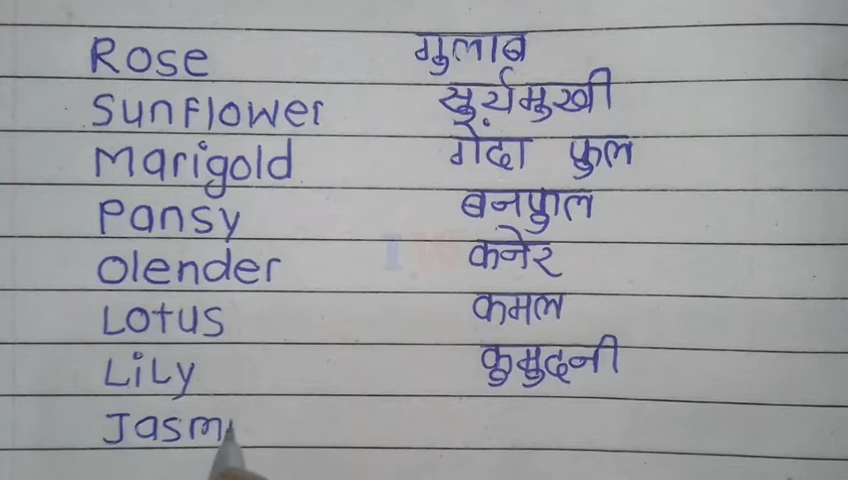 Rose गुलाब
Sunflower सुर्यमुखी
Marigold गेंदा फुल
Pansy बनफुल
Olender कनेर
Lotus कमल
Lily कुमुदनी
Jasm